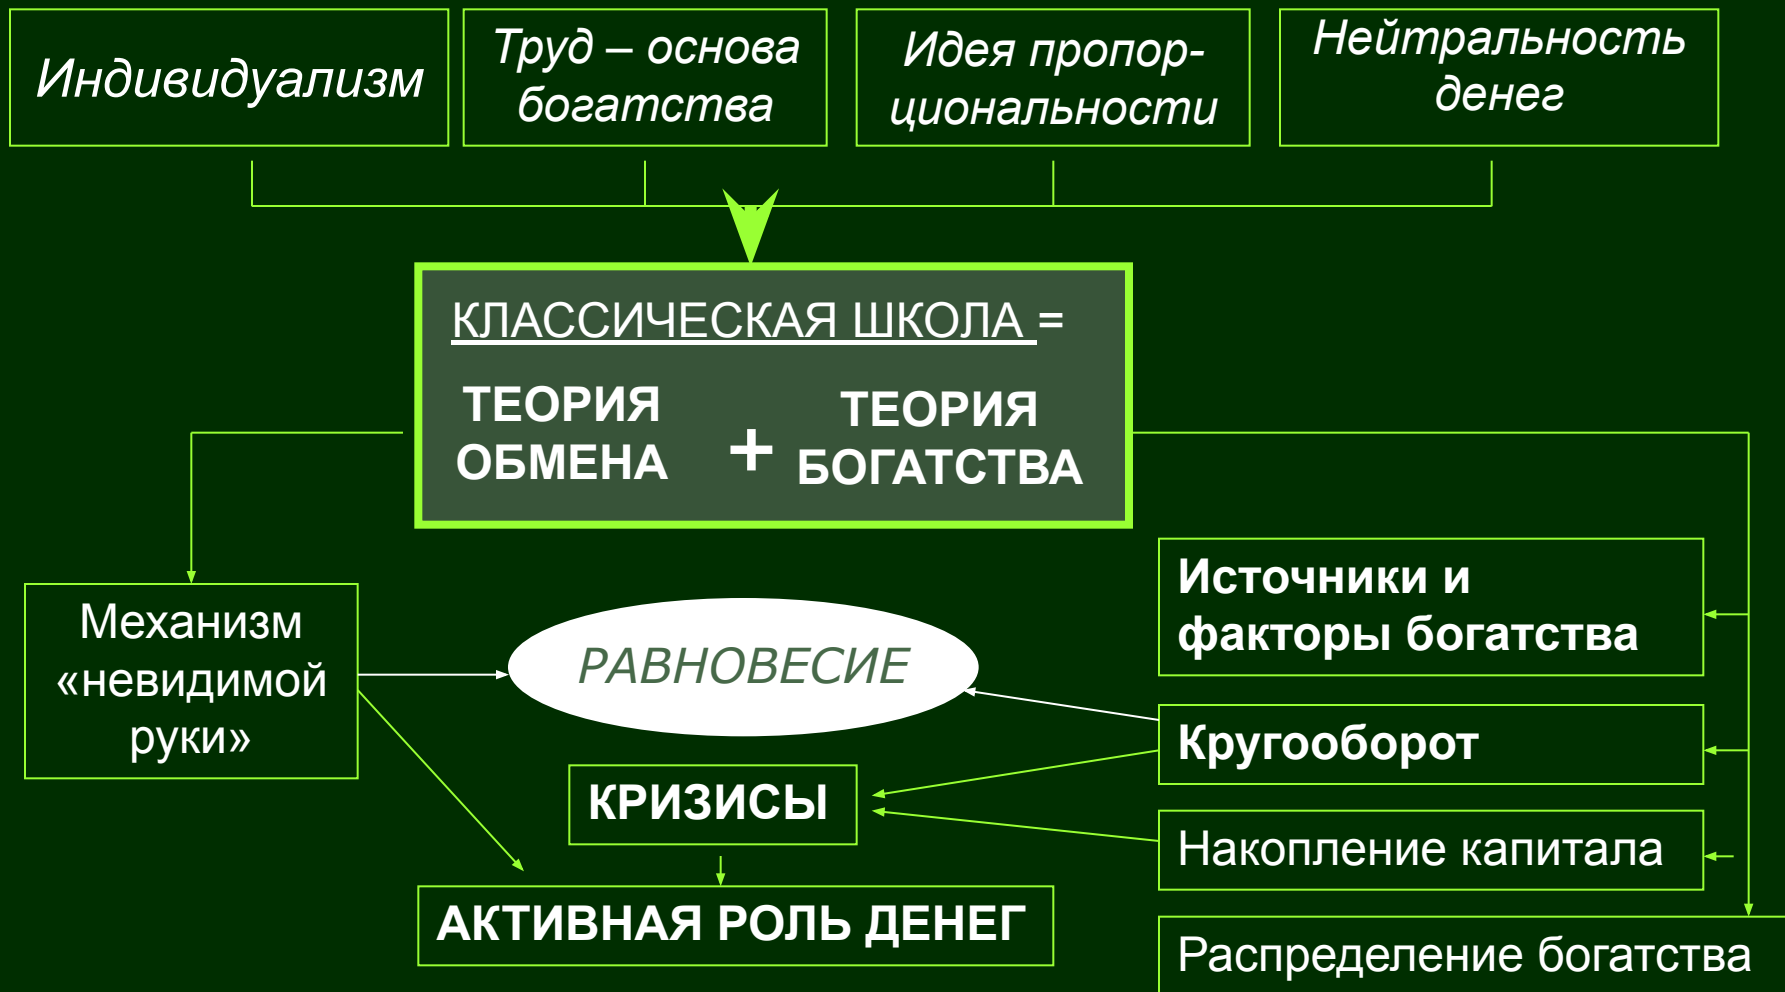 Индивидуализм
Труд – основа
богатства
Идея пропор-
циональности
Нейтральность
денег
КЛАССИЧЕСКАЯ ШКОЛА =
ТЕОРИЯ
ОБМЕНА
+
ТЕОРИЯ
БОГАТСТВА
Механизм
«невидимой
руки»
РАВНОВЕСИЕ
КРИЗИСЫ
АКТИВНАЯ РОЛЬ ДЕНЕГ
Источники и
факторы богатства
Кругооборот
Накопление капитала
Распределение богатства